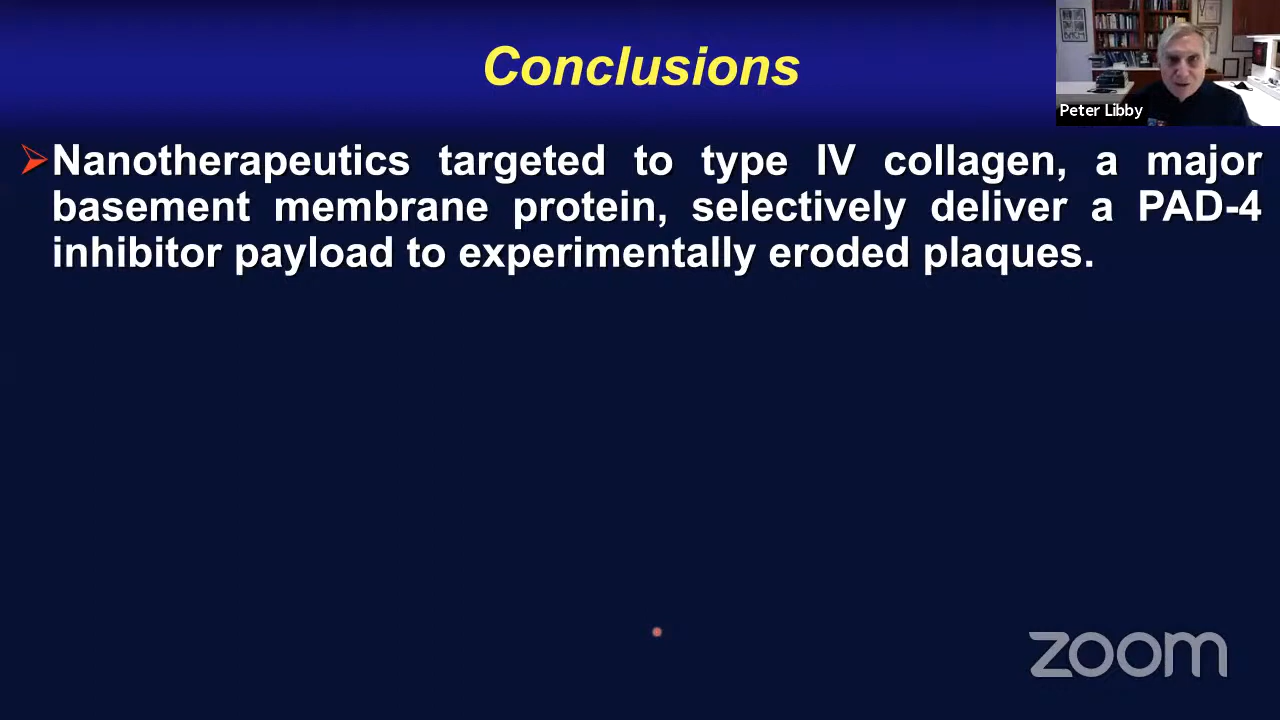 Conclusions
Peter Libby
➢Nanotherapeutics targeted to type IV collagen, a major
basement membrane protein, selectively deliver a PAD-4
inhibitor payload to experimentally eroded plaques.
zoom